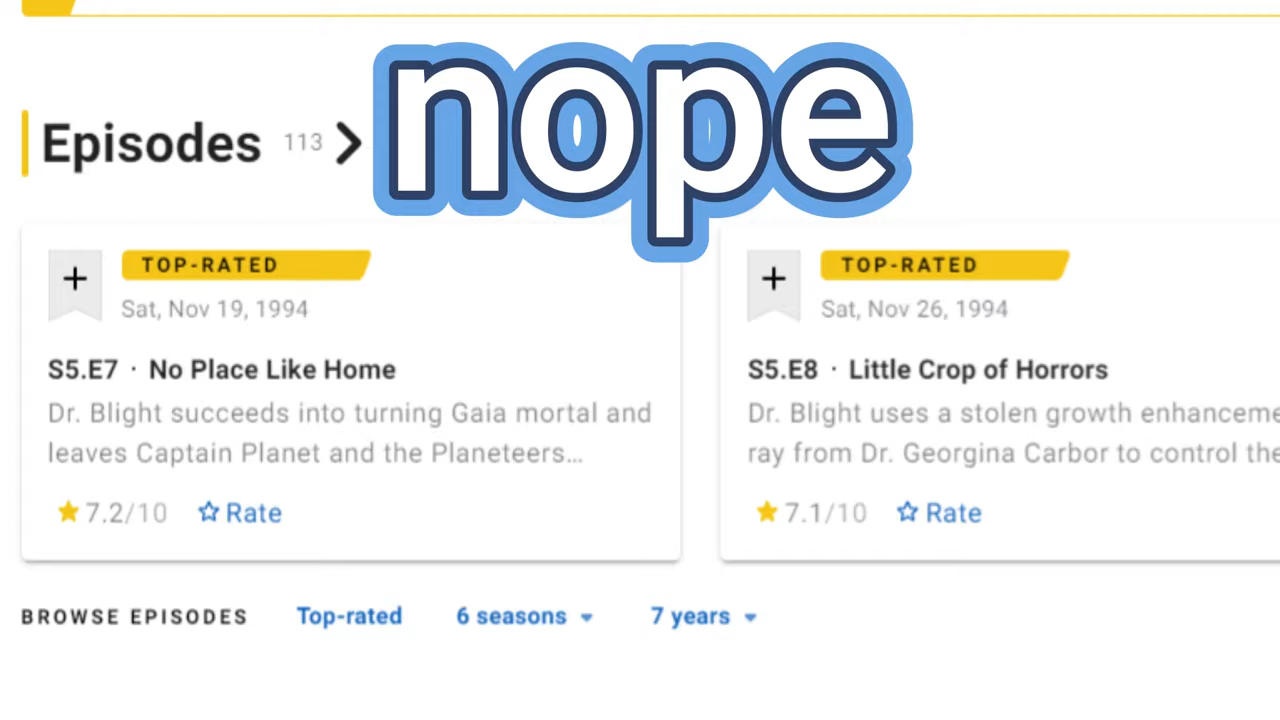 nope
Episodes 113
TOP-RATED
Sat, Nov 19, 1994
S5.E7 · No Place Like Home
Dr. Blight succeeds into turning Gaia mortal and
leaves Captain Planet and the Planeteers...
7.2/10 Rate
TOP-RATED
Sat, Nov 26, 1994
S5.E8 · Little Crop of Horrors
Dr. Blight uses a stolen growth enhanceme
ray from Dr. Georgina Carbor to control the
7.1/10 Rate
BROWSE EPISODES Top-rated 6 seasons 7 years